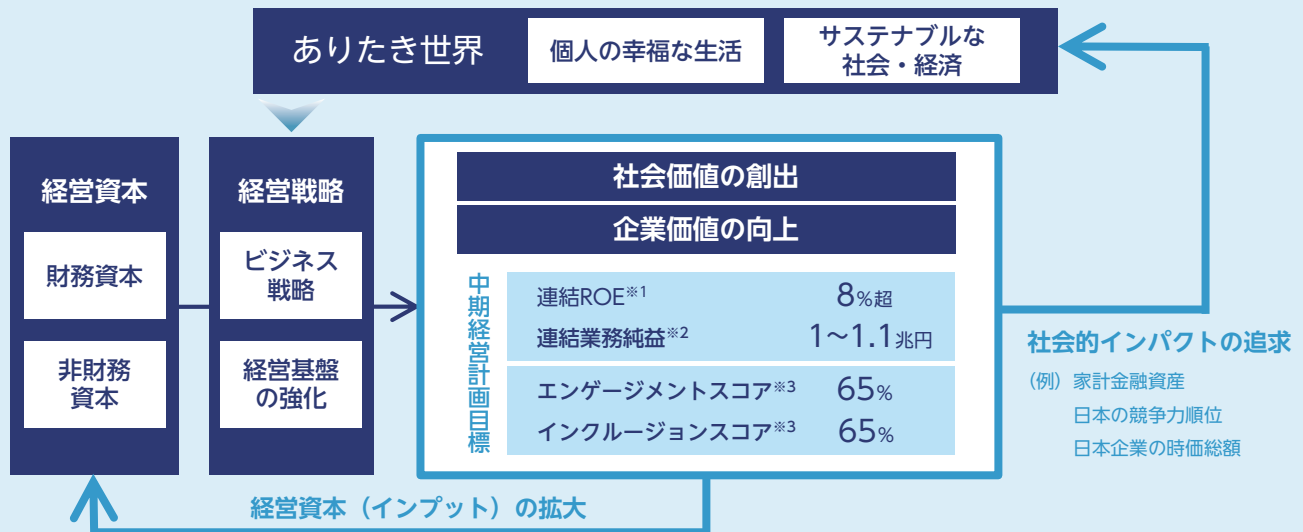 ありたき世界
個人の幸福な生活
サステナブルな
社会・経済
経営資本
財務資本
非財務
資本
経営戦略
ビジネス
戦略
経営基盤
の強化
社会価値の創出
企業価値の向上
中期経営計画目標
連結ROE※1 8%超
連結業務純益※2 1～1.1兆円
エンゲージメントスコア※3 65%
インクルージョンスコア※3 65%
社会的インパクトの追求
（例）家計金融資産
日本の競争力順位
日本企業の時価総額
経営資本（インプット）の拡大